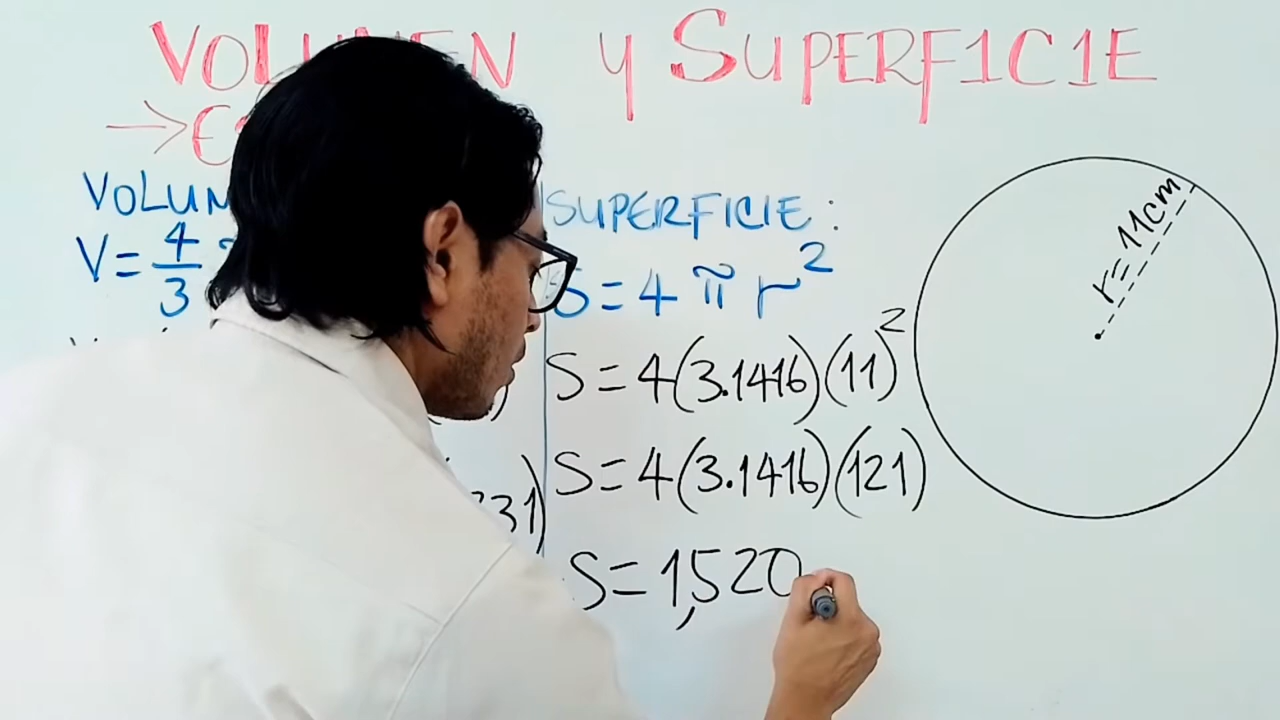 VOLUMEN Y SUPERF1C1E
→
SUPERFICIE:
V = 4/3
S = 4 π r²
S = 4(3.1416)(11)²
S = 4(3.1416)(121)
31)
S = 1,520
r = 11cm